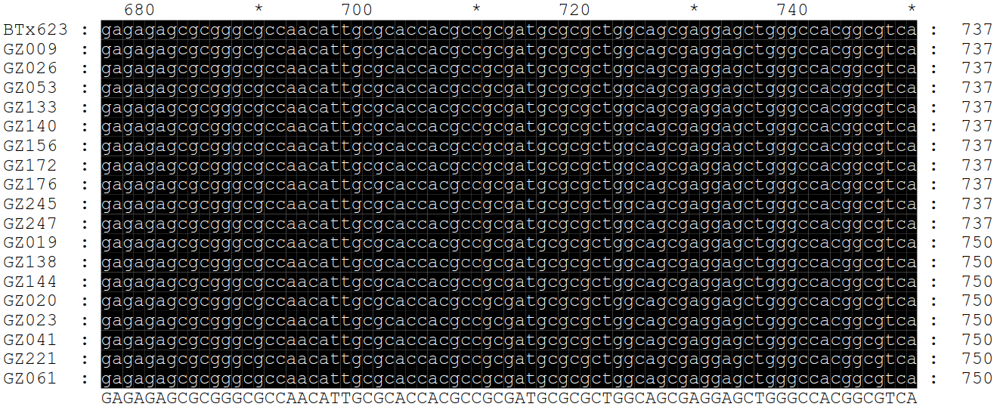 680 * 700 * 720 * 740 *
BTx623 : gagagagcgcgggcgccaacattgcgcaccacgccgcgatgcgcgctggcagcgaggagctgggccacggcgtca : 737
GZ009 : gagagagcgcgggcgccaacattgcgcaccacgccgcgatgcgcgctggcagcgaggagctgggccacggcgtca : 737
GZ026 : gagagagcgcgggcgccaacattgcgcaccacgccgcgatgcgcgctggcagcgaggagctgggccacggcgtca : 737
GZ053 : gagagagcgcgggcgccaacattgcgcaccacgccgcgatgcgcgctggcagcgaggagctgggccacggcgtca : 737
GZ133 : gagagagcgcgggcgccaacattgcgcaccacgccgcgatgcgcgctggcagcgaggagctgggccacggcgtca : 737
GZ140 : gagagagcgcgggcgccaacattgcgcaccacgccgcgatgcgcgctggcagcgaggagctgggccacggcgtca : 737
GZ156 : gagagagcgcgggcgccaacattgcgcaccacgccgcgatgcgcgctggcagcgaggagctgggccacggcgtca : 737
GZ172 : gagagagcgcgggcgccaacattgcgcaccacgccgcgatgcgcgctggcagcgaggagctgggccacggcgtca : 737
GZ176 : gagagagcgcgggcgccaacattgcgcaccacgccgcgatgcgcgctggcagcgaggagctgggccacggcgtca : 737
GZ245 : gagagagcgcgggcgccaacattgcgcaccacgccgcgatgcgcgctggcagcgaggagctgggccacggcgtca : 737
GZ247 : gagagagcgcgggcgccaacattgcgcaccacgccgcgatgcgcgctggcagcgaggagctgggccacggcgtca : 737
GZ019 : gagagagcgcgggcgccaacattgcgcaccacgccgcgatgcgcgctggcagcgaggagctgggccacggcgtca : 750
GZ138 : gagagagcgcgggcgccaacattgcgcaccacgccgcgatgcgcgctggcagcgaggagctgggccacggcgtca : 750
GZ144 : gagagagcgcgggcgccaacattgcgcaccacgccgcgatgcgcgctggcagcgaggagctgggccacggcgtca : 750
GZ020 : gagagagcgcgggcgccaacattgcgcaccacgccgcgatgcgcgctggcagcgaggagctgggccacggcgtca : 750
GZ023 : gagagagcgcgggcgccaacattgcgcaccacgccgcgatgcgcgctggcagcgaggagctgggccacggcgtca : 750
GZ041 : gagagagcgcgggcgccaacattgcgcaccacgccgcgatgcgcgctggcagcgaggagctgggccacggcgtca : 750
GZ221 : gagagagcgcgggcgccaacattgcgcaccacgccgcgatgcgcgctggcagcgaggagctgggccacggcgtca : 750
GZ061 : gagagagcgcgggcgccaacattgcgcaccacgccgcgatgcgcgctggcagcgaggagctgggccacggcgtca : 750
GAGAGAGCGCGGGCGCCAACATTGCGCACCACGCCGCGATGCGCGCTGGCAGCGAGGAGCTGGGCCACGGCGTCA